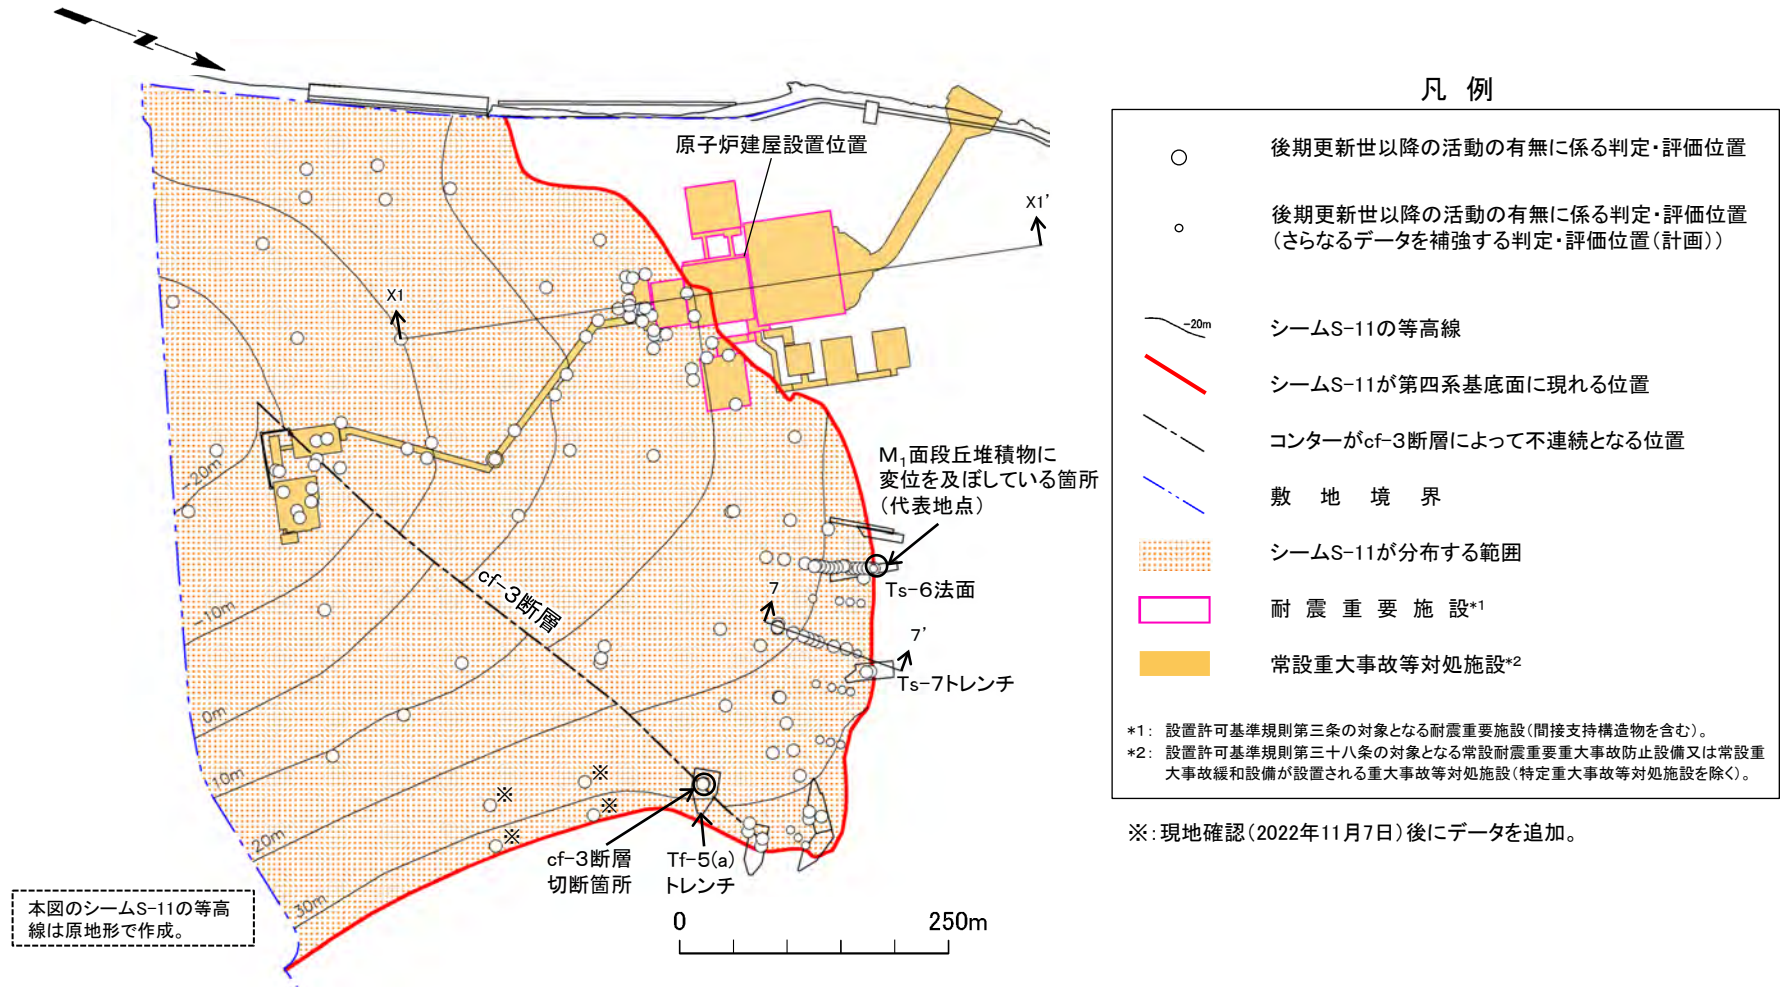 原子炉建屋設置位置
X1'
X1
-20m
-10m
0m
10m
20m
30m
cf-3断層
M₁面段丘堆積物に
変位を及ぼしている箇所
(代表地点)
Ts-6法面
7
7'
Ts-7トレンチ
※
※
※
※
cf-3断層
切断箇所
Tf-5(a)
トレンチ
本図のシームS-11の等高
線は原地形で作成。
0 250m
凡 例
後期更新世以降の活動の有無に係る判定・評価位置
後期更新世以降の活動の有無に係る判定・評価位置
(さらなるデータを補強する判定・評価位置(計画))
-20m シームS-11の等高線
シームS-11が第四系基底面に現れる位置
コンターがcf-3断層によって不連続となる位置
敷 地 境 界
シームS-11が分布する範囲
耐 震 重 要 施 設*1
常設重大事故等対処施設*2
*1: 設置許可基準規則第三条の対象となる耐震重要施設(間接支持構造物を含む)。
*2: 設置許可基準規則第三十八条の対象となる常設耐震重要重大事故防止設備又は常設重
大事故緩和設備が設置される重大事故等対処施設(特定重大事故等対処施設を除く)。
※:現地確認(2022年11月7日)後にデータを追加。